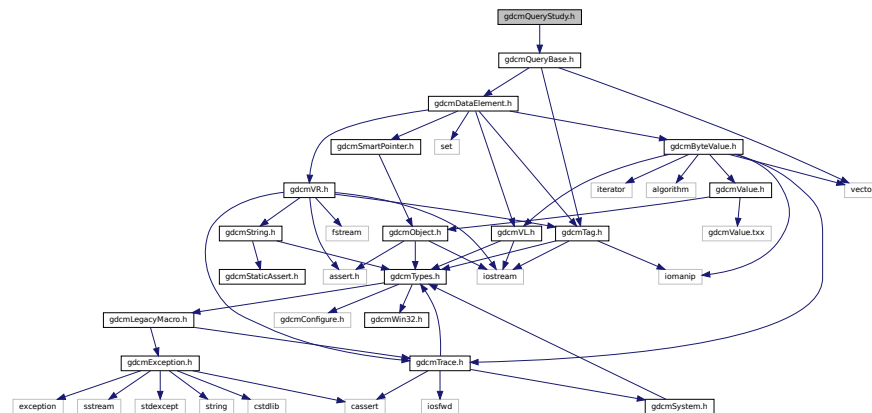 gdcmQueryStudy.h
gdcmQueryBase.h
gdcmDataElement.h
gdcmSmartPointer.h
set
gdcmByteValue.h
gdcmVR.h
iterator
algorithm
gdcmValue.h
vector
gdcmString.h
fstream
gdcmObject.h
gdcmVL.h
gdcmTag.h
gdcmValue.txx
gdcmStaticAssert.h
assert.h
gdcmTypes.h
iostream
iomanip
gdcmLegacyMacro.h
gdcmConfigure.h
gdcmWin32.h
gdcmException.h
gdcmTrace.h
exception
sstream
stdexcept
string
cstdlib
cassert
iosfwd
gdcmSystem.h